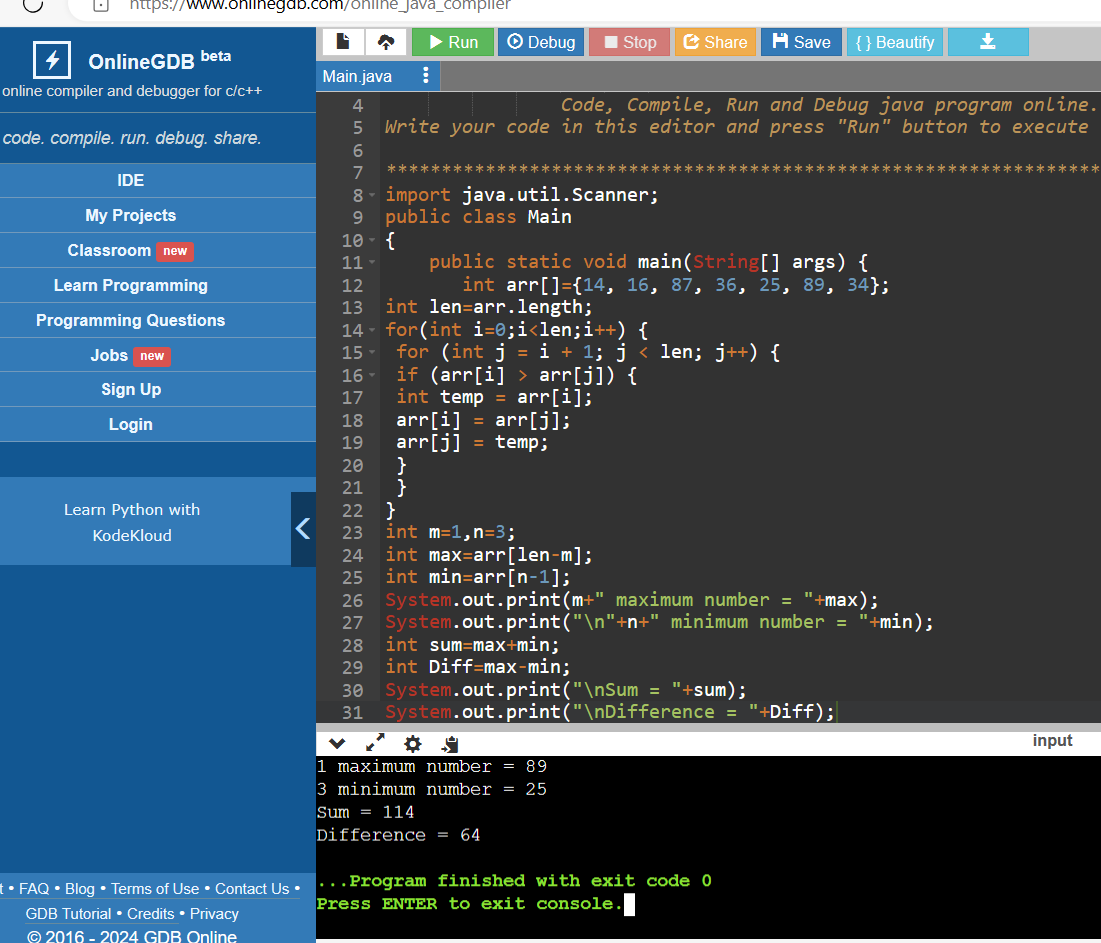 https://www.onlinegdb.com/online_java_compiler
OnlineGDB beta
online compiler and debugger for c/c++
code. compile. run. debug. share.
IDE
My Projects
Classroom new
Learn Programming
Programming Questions
Jobs new
Sign Up
Login
Learn Python with
KodeKloud
• FAQ • Blog • Terms of Use • Contact Us •
GDB Tutorial • Credits • Privacy
© 2016 - 2024 GDB Online
Run Debug Stop Share Save { } Beautify
Main.java
4 Code, Compile, Run and Debug java program online.
5 Write your code in this editor and press "Run" button to execute
6
7 *****************************************************************
8 import java.util.Scanner;
9 public class Main
10 {
11 public static void main(String[] args) {
12 int arr[]={14, 16, 87, 36, 25, 89, 34};
13 int len=arr.length;
14 for(int i=0;i<len;i++) {
15 for (int j = i + 1; j < len; j++) {
16 if (arr[i] > arr[j]) {
17 int temp = arr[i];
18 arr[i] = arr[j];
19 arr[j] = temp;
20 }
21 }
22 }
23 int m=1,n=3;
24 int max=arr[len-m];
25 int min=arr[n-1];
26 System.out.print(m+" maximum number = "+max);
27 System.out.print("\n"+n+" minimum number = "+min);
28 int sum=max+min;
29 int Diff=max-min;
30 System.out.print("\nSum = "+sum);
31 System.out.print("\nDifference = "+Diff);
input
1 maximum number = 89
3 minimum number = 25
Sum = 114
Difference = 64
...Program finished with exit code 0
Press ENTER to exit console.